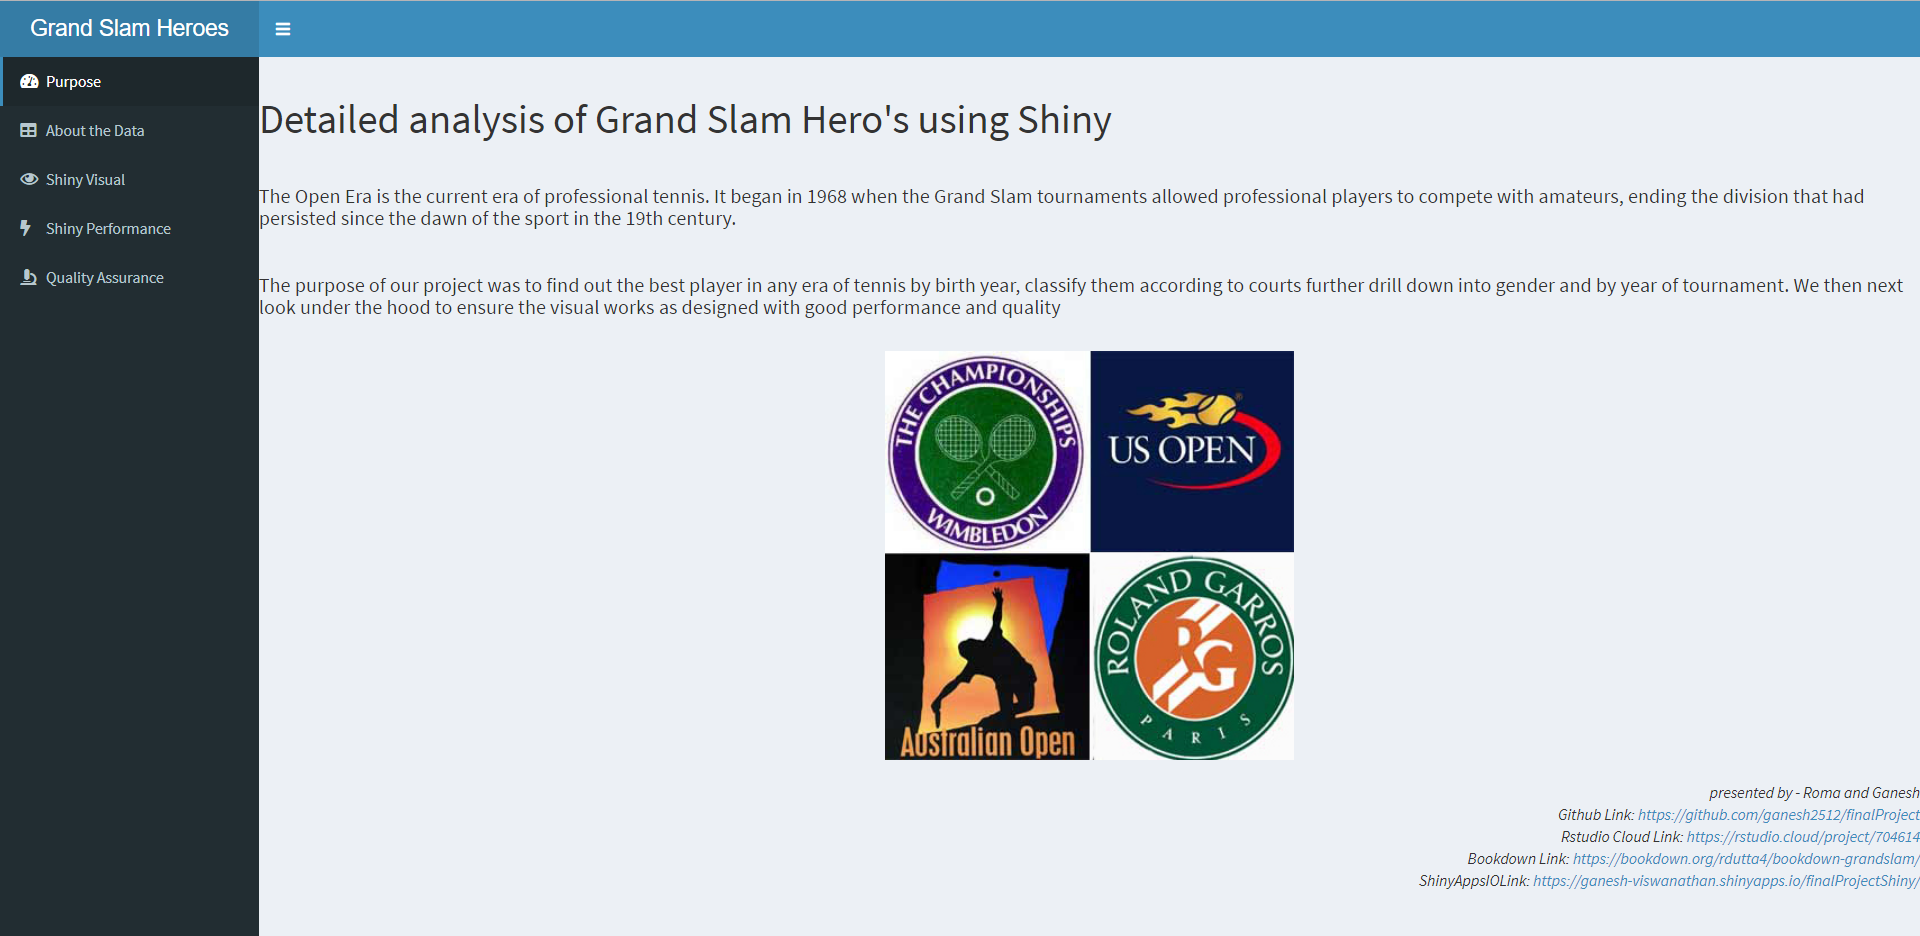 Grand Slam Heroes
Purpose
About the Data
Shiny Visual
Shiny Performance
Quality Assurance
Detailed analysis of Grand Slam Hero's using Shiny
The Open Era is the current era of professional tennis. It began in 1968 when the Grand Slam tournaments allowed professional players to compete with amateurs, ending the division that had
persisted since the dawn of the sport in the 19th century.
The purpose of our project was to find out the best player in any era of tennis by birth year, classify them according to courts further drill down into gender and by year of tournament. We then next
look under the hood to ensure the visual works as designed with good performance and quality
THE CHAMPIONSHIPS
WIMBLEDON
US OPEN
Australian Open
ROLAND GARROS
RG
PARIS
presented by - Roma and Ganesh
Github Link: https://github.com/ganesh2512/finalProject
Rstudio Cloud Link: https://rstudio.cloud/project/704614
Bookdown Link: https://bookdown.org/rdutta4/bookdown-grandslam/
ShinyAppsIOLink: https://ganesh-viswanathan.shinyapps.io/finalProjectShiny/